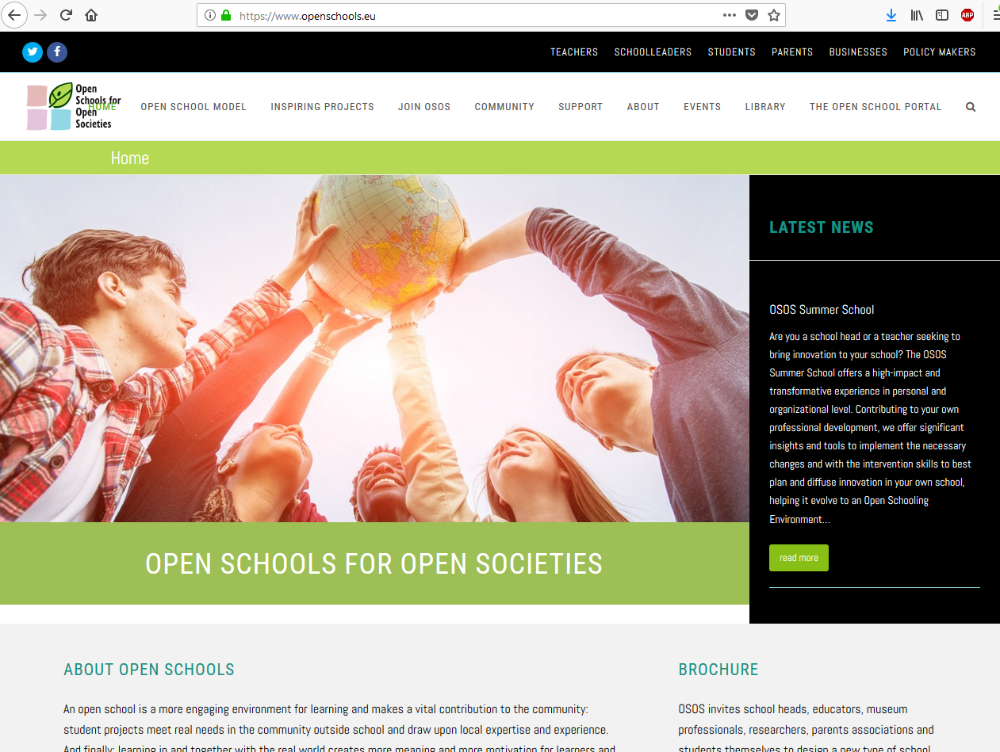 https://www.openschools.eu
ABP
TEACHERS SCHOOLLEADERS STUDENTS PARENTS BUSINESSES POLICY MAKERS
Open
Schools for
Open
Societies
HOME OPEN SCHOOL MODEL INSPIRING PROJECTS JOIN OSOS COMMUNITY SUPPORT ABOUT EVENTS LIBRARY THE OPEN SCHOOL PORTAL
Home
OPEN SCHOOLS FOR OPEN SOCIETIES
LATEST NEWS
OSOS Summer School
Are you a school head or a teacher seeking to
bring innovation to your school? The OSOS
Summer School offers a high-impact and
transformative experience in personal and
organizational level. Contributing to your own
professional development, we offer significant
insights and tools to implement the necessary
changes and with the intervention skills to best
plan and diffuse innovation in your own school,
helping it evolve to an Open Schooling
Environment...
read more
ABOUT OPEN SCHOOLS
An open school is a more engaging environment for learning and makes a vital contribution to the community:
student projects meet real needs in the community outside school and draw upon local expertise and experience.
And finally: learning in and together with the real world creates more meaning and more motivation for learners and
BROCHURE
OSOS invites school heads, educators, museum
professionals, researchers, parents associations and
students themselves to design a new type of school